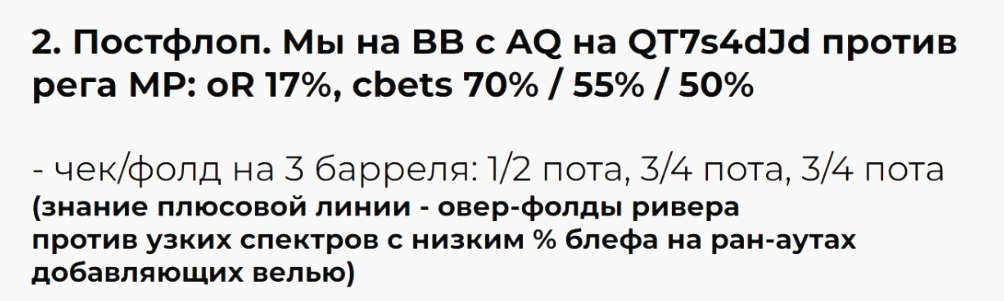 2. Постфлоп. Мы на BB с AQ на QT7s4dJd против
рега MP: oR 17%, cbets 70% / 55% / 50%
- чек/фолд на 3 барреля: 1/2 пота, 3/4 пота, 3/4 пота
(знание плюсовой линии - овер-фолды ривера
против узких спектров с низким % блефа на ран-аутах
добавляющих велью)